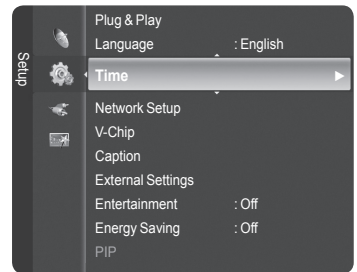 Setup
Plug & Play
Language : English
Time
Network Setup
V-Chip
Caption
External Settings
Entertainment : Off
Energy Saving : Off
PIP